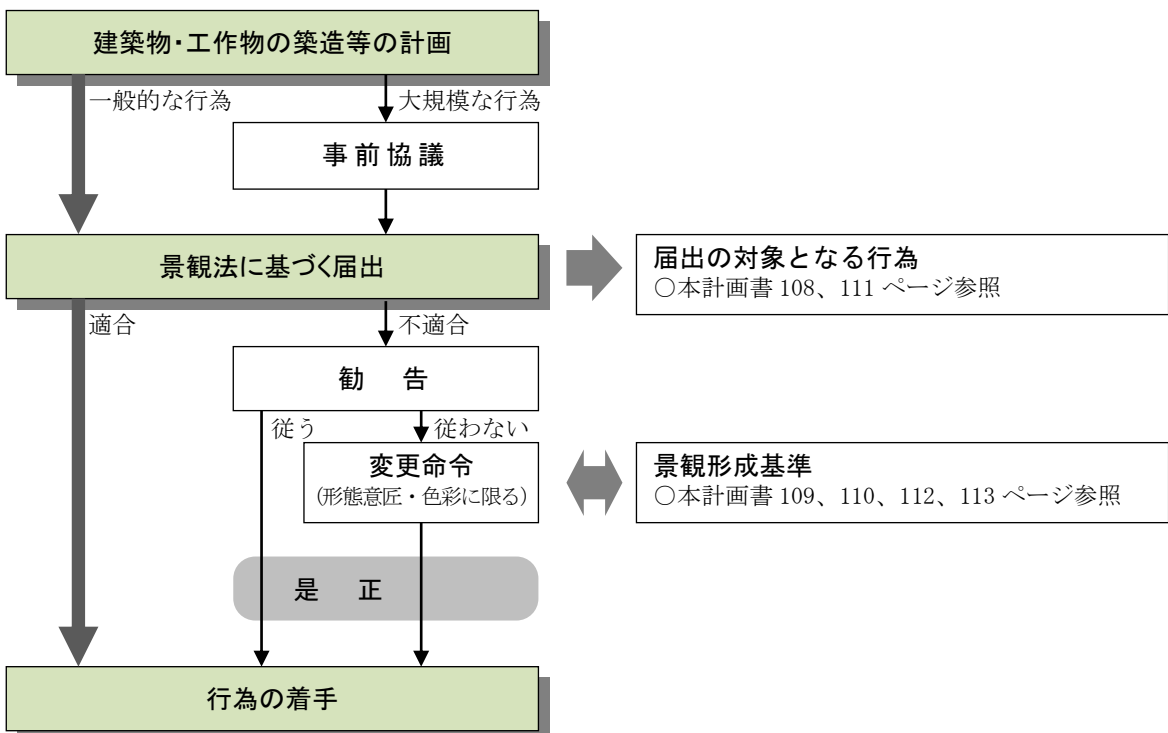 建築物・工作物の築造等の計画
一般的な行為
大規模な行為
事前協議
景観法に基づく届出
届出の対象となる行為
○本計画書 108、111 ページ参照
適合
不適合
勧 告
従う
従わない
変更命令
(形態意匠・色彩に限る)
景観形成基準
○本計画書 109、110、112、113 ページ参照
是 正
行為の着手